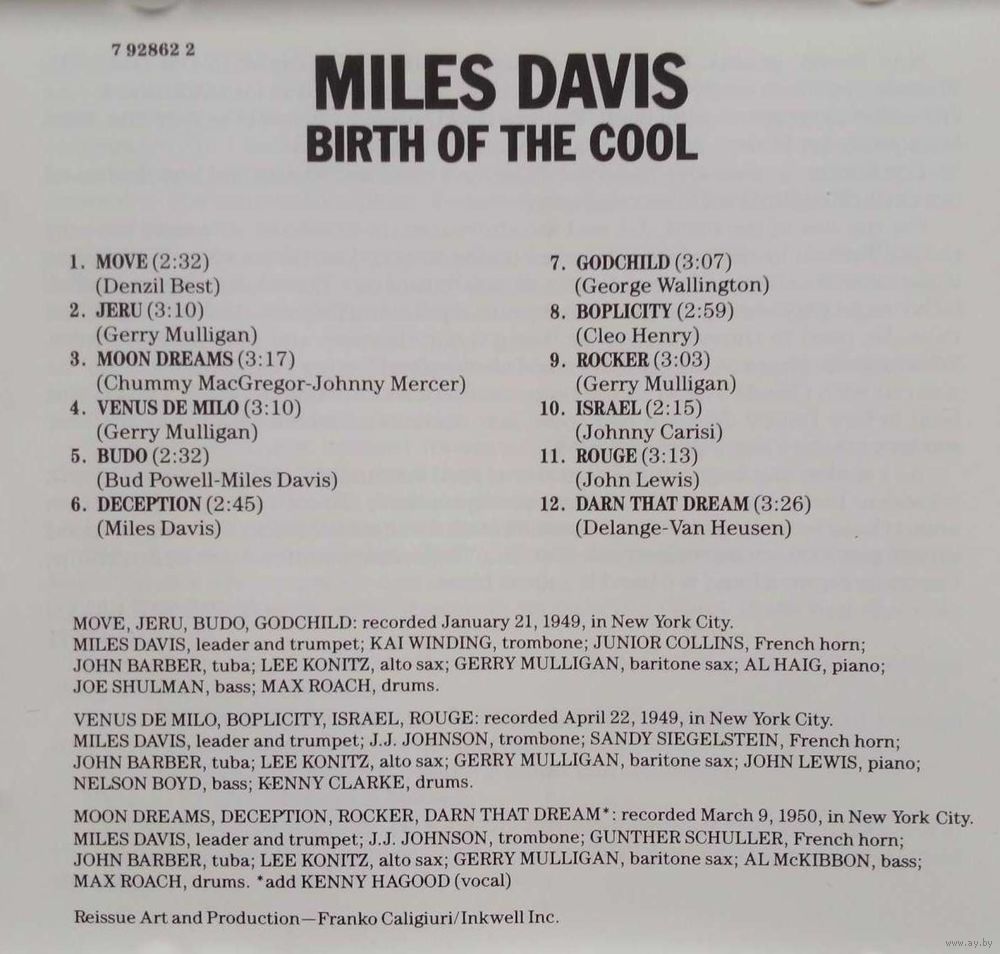 7 92862 2
MILES DAVIS
BIRTH OF THE COOL
1. MOVE (2:32)
(Denzil Best)
2. JERU (3:10)
(Gerry Mulligan)
3. MOON DREAMS (3:17)
(Chummy MacGregor-Johnny Mercer)
4. VENUS DE MILO (3:10)
(Gerry Mulligan)
5. BUDO (2:32)
(Bud Powell-Miles Davis)
6. DECEPTION (2:45)
(Miles Davis)
7. GODCHILD (3:07)
(George Wallington)
8. BOPLICITY (2:59)
(Cleo Henry)
9. ROCKER (3:03)
(Gerry Mulligan)
10. ISRAEL (2:15)
(Johnny Carisi)
11. ROUGE (3:13)
(John Lewis)
12. DARN THAT DREAM (3:26)
(Delange-Van Heusen)
MOVE, JERU, BUDO, GODCHILD: recorded January 21, 1949, in New York City.
MILES DAVIS, leader and trumpet; KAI WINDING, trombone; JUNIOR COLLINS, French horn;
JOHN BARBER, tuba; LEE KONITZ, alto sax; GERRY MULLIGAN, baritone sax; AL HAIG, piano;
JOE SHULMAN, bass; MAX ROACH, drums.
VENUS DE MILO, BOPLICITY, ISRAEL, ROUGE: recorded April 22, 1949, in New York City.
MILES DAVIS, leader and trumpet; J.J. JOHNSON, trombone; SANDY SIEGELSTEIN, French horn;
JOHN BARBER, tuba; LEE KONITZ, alto sax; GERRY MULLIGAN, baritone sax; JOHN LEWIS, piano;
NELSON BOYD, bass; KENNY CLARKE, drums.
MOON DREAMS, DECEPTION, ROCKER, DARN THAT DREAM*: recorded March 9, 1950, in New York City.
MILES DAVIS, leader and trumpet; J.J. JOHNSON, trombone; GUNTHER SCHULLER, French horn;
JOHN BARBER, tuba; LEE KONITZ, alto sax; GERRY MULLIGAN, baritone sax; AL McKIBBON, bass;
MAX ROACH, drums. *add KENNY HAGOOD (vocal)
Reissue Art and Production—Franko Caligiuri/Inkwell Inc.
www.ay.by